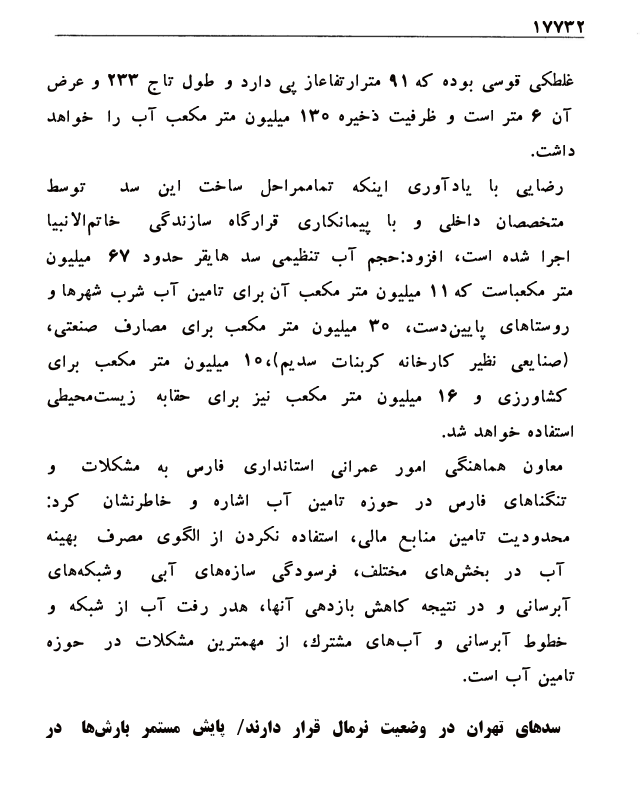 ۱۷۷۳۲
غلطکی قوسی بوده که ۹۱ مترارتفاعاز پی دارد و طول تاج ۲۳۳ و عرض
آن ۶ متر است و ظرفیت ذخیره ۱۳۰ میلیون متر مکعب آب را خواهد
داشت.
رضایی با یادآوری اینکه تماممراحل ساخت این سد توسط
متخصصان داخلی و با پیمانکاری قرارگاه سازندگی خاتم‌الانبیا
اجرا شده است، افزود:حجم آب تنظیمی سد هایقر حدود ۶۷ میلیون
متر مکعباست که ۱۱ میلیون متر مکعب آن برای تامین آب شرب شهرها و
روستاهای پایین‌دست، ۳۰ میلیون متر مکعب برای مصارف صنعتی،
(صنایعی نظیر کارخانه کربنات سدیم)،۱۰ میلیون متر مکعب برای
کشاورزی و ۱۶ میلیون متر مکعب نیز برای حقابه زیست‌محیطی
استفاده خواهد شد.
معاون هماهنگی امور عمرانی استانداری فارس به مشکلات و
تنگناهای فارس در حوزه تامین آب اشاره و خاطرنشان کرد:
محدودیت تامین منابع مالی، استفاده نکردن از الگوی مصرف بهینه
آب در بخش‌های مختلف، فرسودگی سازه‌های آبی وشبکه‌های
آبرسانی و در نتیجه کاهش بازدهی آنها، هدر رفت آب از شبکه و
خطوط آبرسانی و آب‌های مشترك، از مهمترین مشکلات در حوزه
تامین آب است.
سدهای تهران در وضعیت نرمال قرار دارند/ پایش مستمر بارش‌ها در